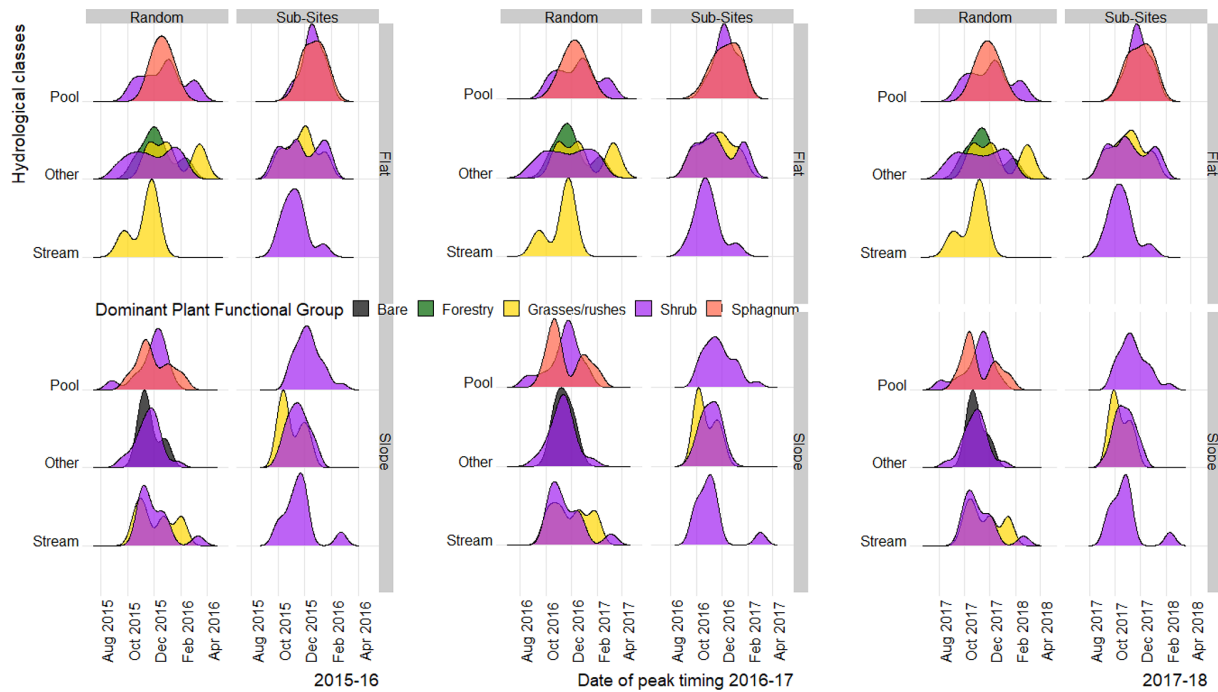 Hydrological classes
Random
Sub-Sites
Pool
Other
Stream
Flat
Random
Sub-Sites
Pool
Other
Stream
Flat
Random
Sub-Sites
Pool
Other
Stream
Flat
Dominant Plant Functional Group Bare Forestry Grasses/rushes Shrub Sphagnum
Pool
Other
Stream
Slope
Pool
Other
Stream
Slope
Pool
Other
Stream
Slope
Aug 2015
Oct 2015
Dec 2015
Feb 2016
Apr 2016
Aug 2015
Oct 2015
Dec 2015
Feb 2016
Apr 2016
Aug 2016
Oct 2016
Dec 2016
Feb 2017
Apr 2017
Aug 2016
Oct 2016
Dec 2016
Feb 2017
Apr 2017
Aug 2017
Oct 2017
Dec 2017
Feb 2018
Apr 2018
Aug 2017
Oct 2017
Dec 2017
Feb 2018
Apr 2018
2015-16
Date of peak timing 2016-17
2017-18